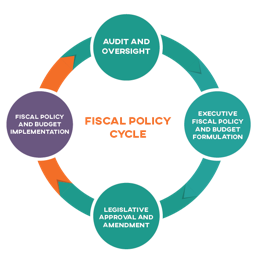 AUDIT AND
OVERSIGHT
EXECUTIVE
FISCAL POLICY
AND BUDGET
FORMULATION
FISCAL POLICY
AND BUDGET
IMPLEMENTATION
FISCAL POLICY
CYCLE
LEGISLATIVE
APPROVAL AND
AMENDMENT